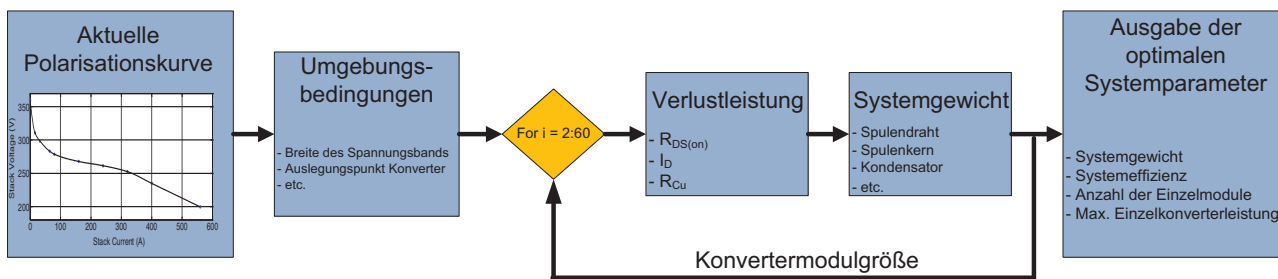 Aktuelle
Polarisationskurve
350
300
250
200
Stack Voltage (V)
0 100 200 300 400 500 600
Stack Current (A)
Umgebungs-
bedingungen
- Breite des Spannungsbands
- Auslegungspunkt Konverter
- etc.
For i = 2:60
Verlustleistung
- RDS(on)
- ID
- RCu
Systemgewicht
- Spulendraht
- Spulenkern
- Kondensator
- etc.
Konvertermodulgröße
Ausgabe der
optimalen
Systemparameter
- Systemgewicht
- Systemeffizienz
- Anzahl der Einzelmodule
- Max. Einzelkonverterleistung